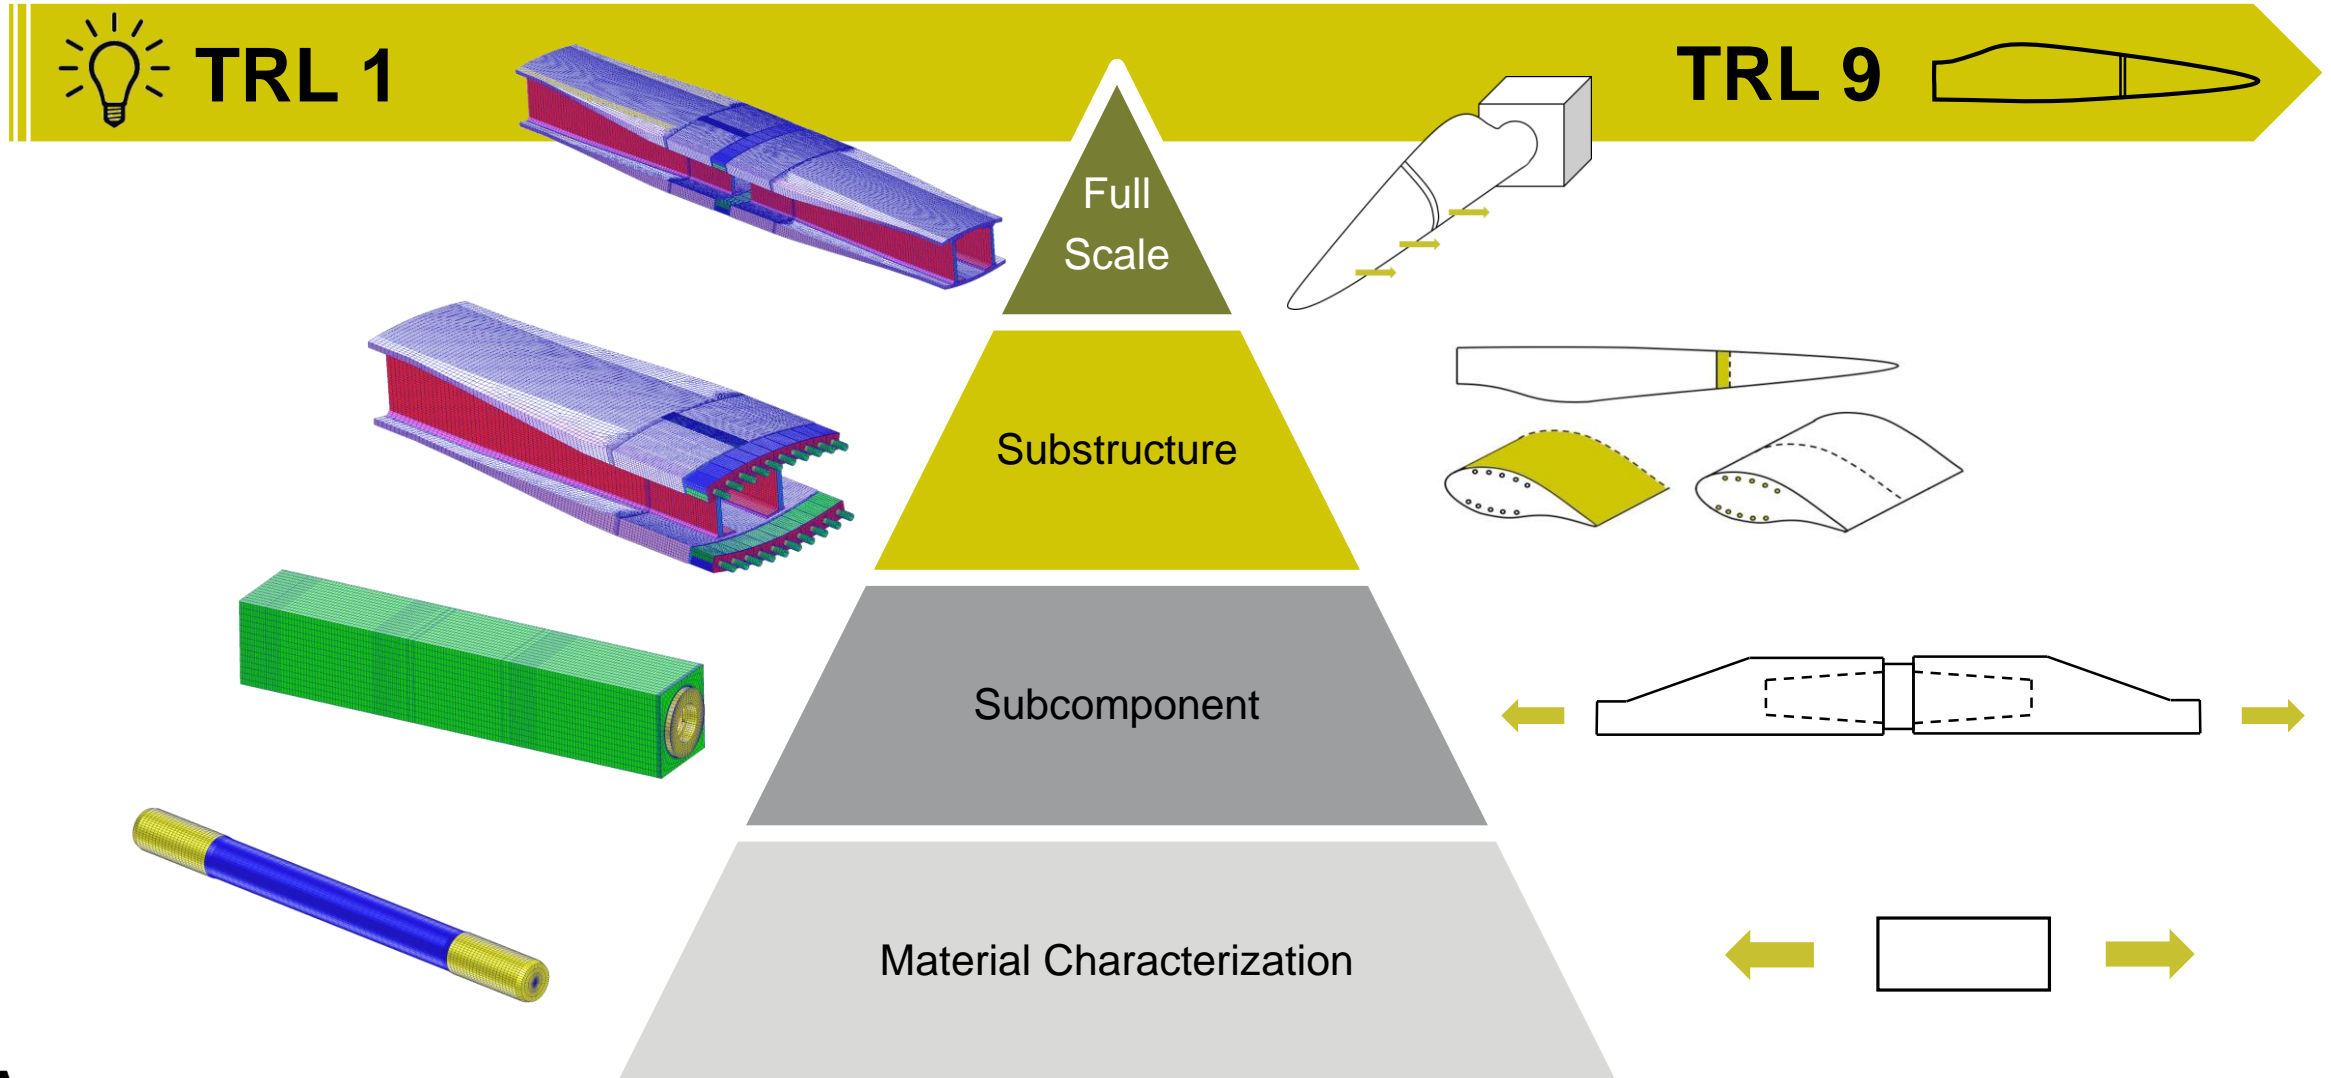 TRL 1
TRL 9
Full
Scale
Substructure
Subcomponent
Material Characterization